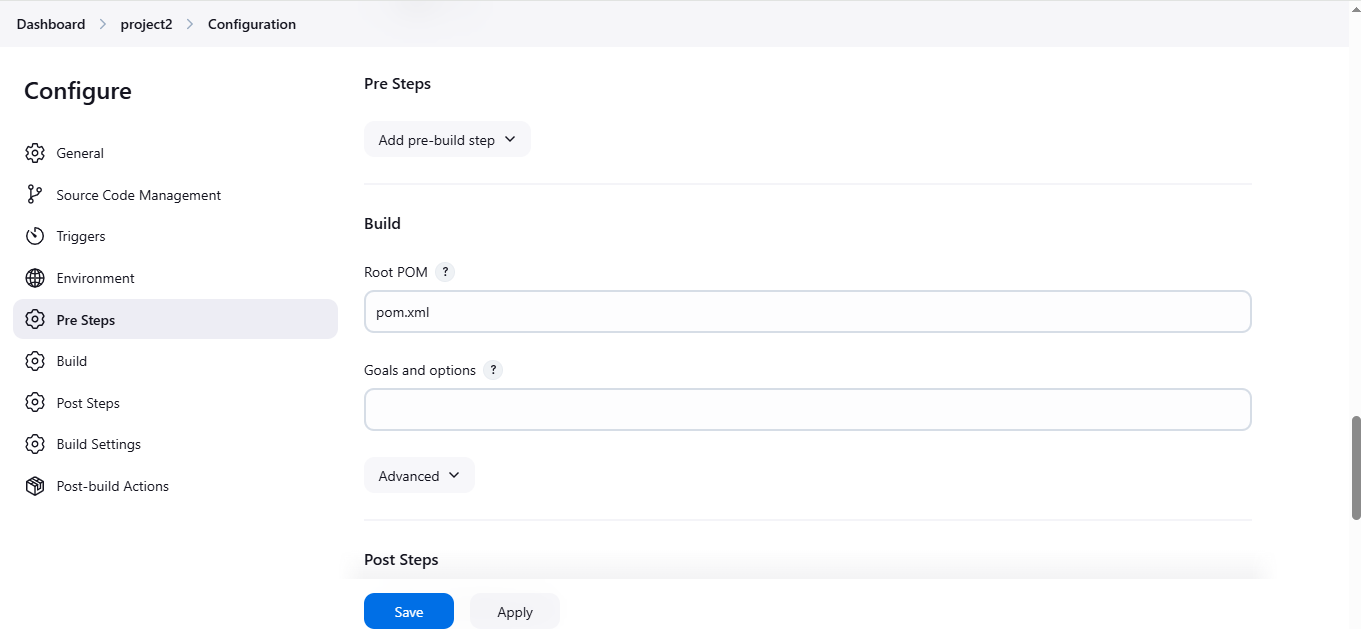 Dashboard > project2 > Configuration
Configure
General
Source Code Management
Triggers
Environment
Pre Steps
Build
Post Steps
Build Settings
Post-build Actions
Pre Steps
Add pre-build step
Build
Root POM ?
pom.xml
Goals and options ?
Advanced
Post Steps
Save Apply